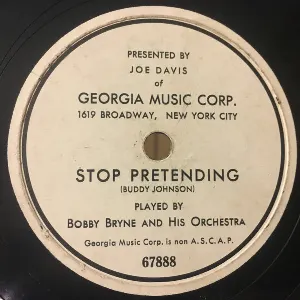 PRESENTED BY
JOE DAVIS
of
GEORGIA MUSIC CORP.
1619 BROADWAY, NEW YORK CITY
STOP PRETENDING
(BUDDY JOHNSON)
PLAYED BY
BOBBY BRYNE AND HIS ORCHESTRA
Georgia Music Corp. is non A.S.C.A.P.
67888